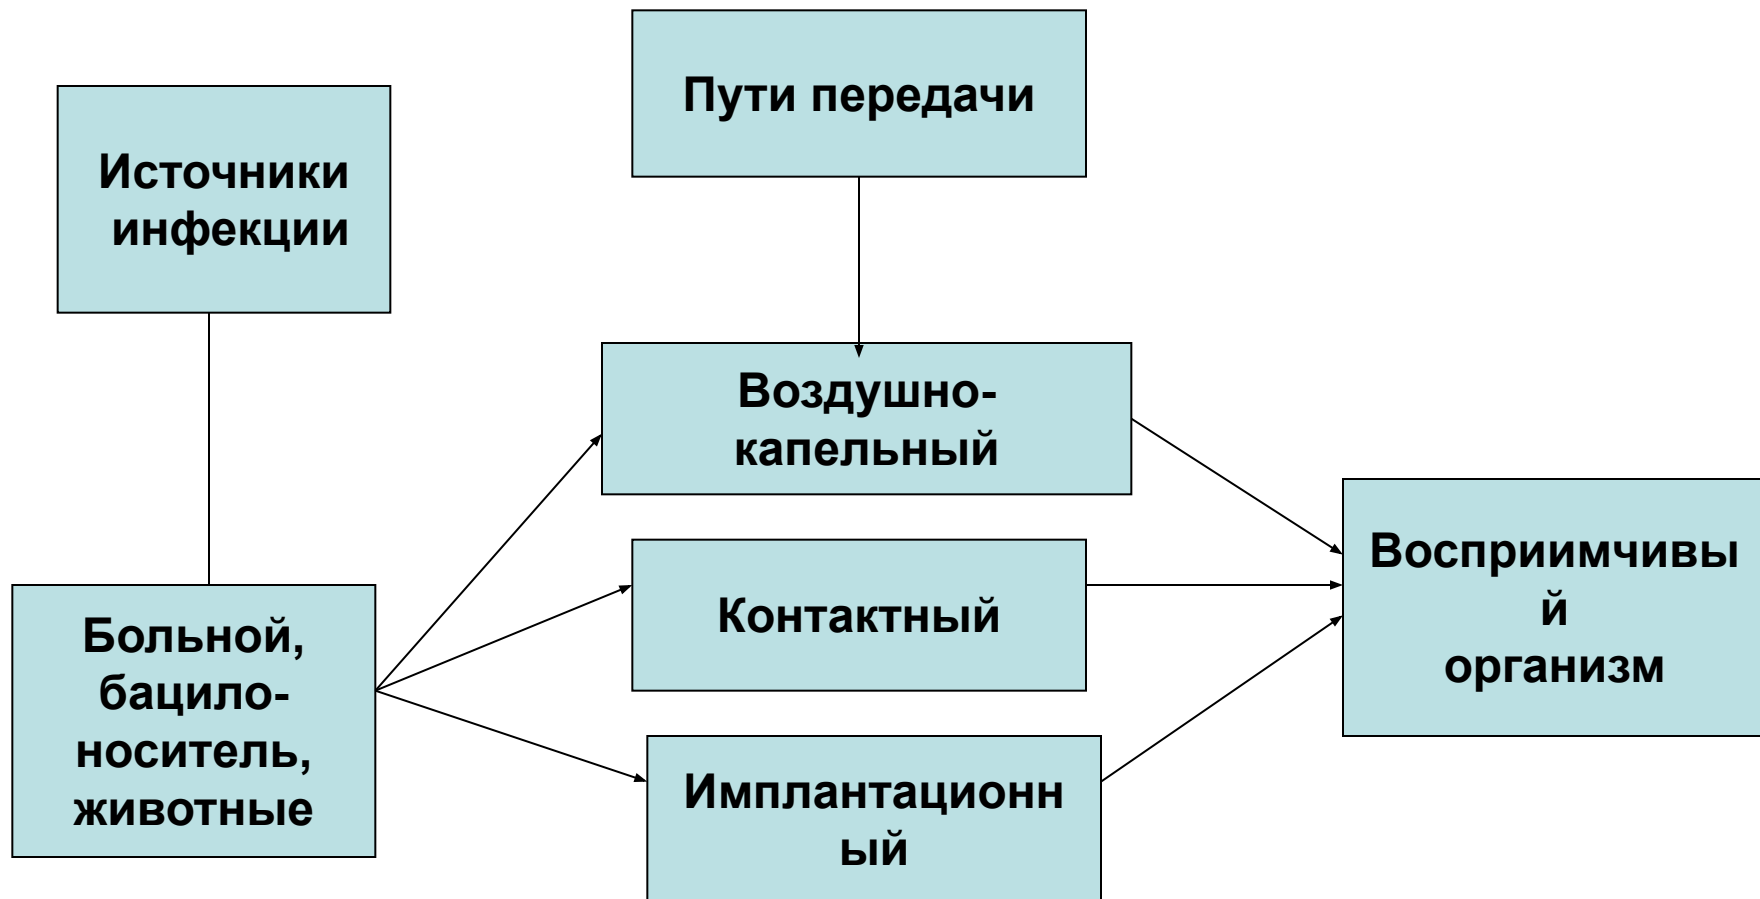 Пути передачи
Источники
инфекции
Воздушно-
капельный
Контактный
Имплантационн
ый
Больной,
бацило-
носитель,
животные
Восприимчивы
й
организм